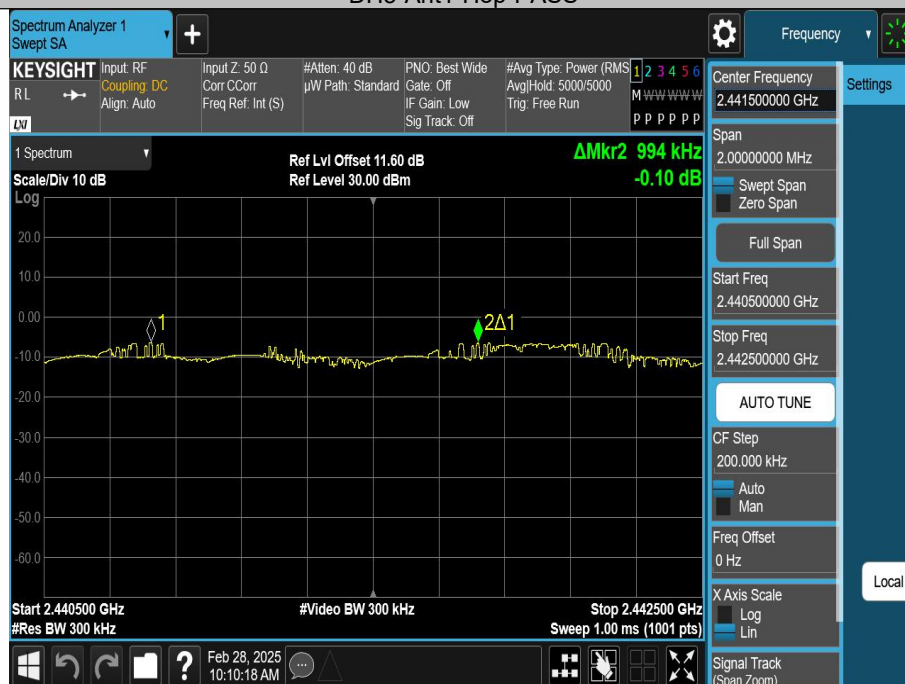 DH5-Ant1-Hop-PASS
Spectrum Analyzer 1
Swept SA
Frequency
KEYSIGHT
RL
LXI
Input: RF
Coupling: DC
Align: Auto
Input Z: 50 Ω
Corr CCorr
Freq Ref: Int (S)
#Atten: 40 dB
µW Path: Standard
PNO: Best Wide
Gate: Off
IF Gain: Low
Sig Track: Off
#Avg Type: Power (RMS
Avg|Hold: 5000/5000
Trig: Free Run
1 2 3 4 5 6
M W W W W W
P P P P P P
Center Frequency
2.441500000 GHz
Settings
Span
2.00000000 MHz
Swept Span
Zero Span
Full Span
Start Freq
2.440500000 GHz
Stop Freq
2.442500000 GHz
AUTO TUNE
CF Step
200.000 kHz
Auto
Man
Freq Offset
0 Hz
Local
X Axis Scale
Log
Lin
Signal Track
(Span Zoom)
1 Spectrum
Scale/Div 10 dB
Log
Ref Lvl Offset 11.60 dB
Ref Level 30.00 dBm
ΔMkr2 994 kHz
-0.10 dB
20.0
10.0
0.00
-10.0
-20.0
-30.0
-40.0
-50.0
-60.0
1
2Δ1
Start 2.440500 GHz
#Res BW 300 kHz
#Video BW 300 kHz
Stop 2.442500 GHz
Sweep 1.00 ms (1001 pts)
?
Feb 28, 2025
10:10:18 AM